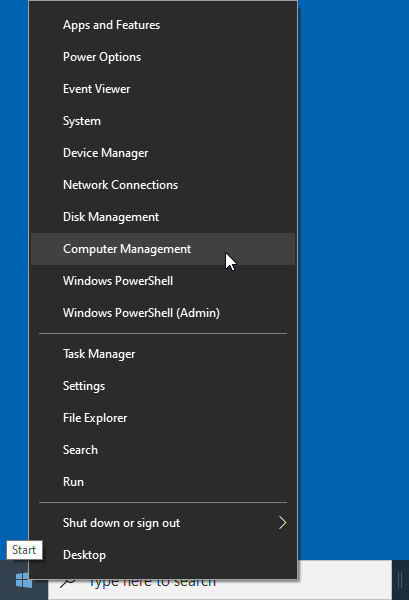 Apps and Features
Power Options
Event Viewer
System
Device Manager
Network Connections
Disk Management
Computer Management
Windows PowerShell
Windows PowerShell (Admin)
Task Manager
Settings
File Explorer
Search
Run
Shut down or sign out
Start
Desktop
Type here to search